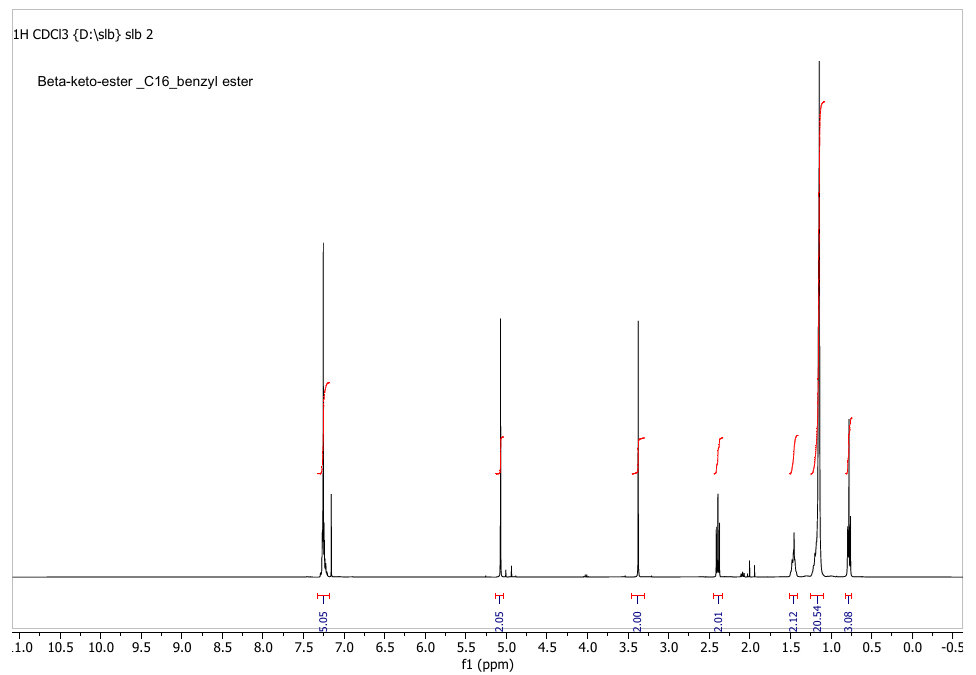 1H CDCl3 {D:\slb} slb 2
Beta-keto-ester _C16_benzyl ester
5.05 2.05 2.00 2.01 2.12 20.54 3.08
11.0 10.5 10.0 9.5 9.0 8.5 8.0 7.5 7.0 6.5 6.0 5.5 5.0 4.5 4.0 3.5 3.0 2.5 2.0 1.5 1.0 0.5 0.0 -0.5
f1 (ppm)